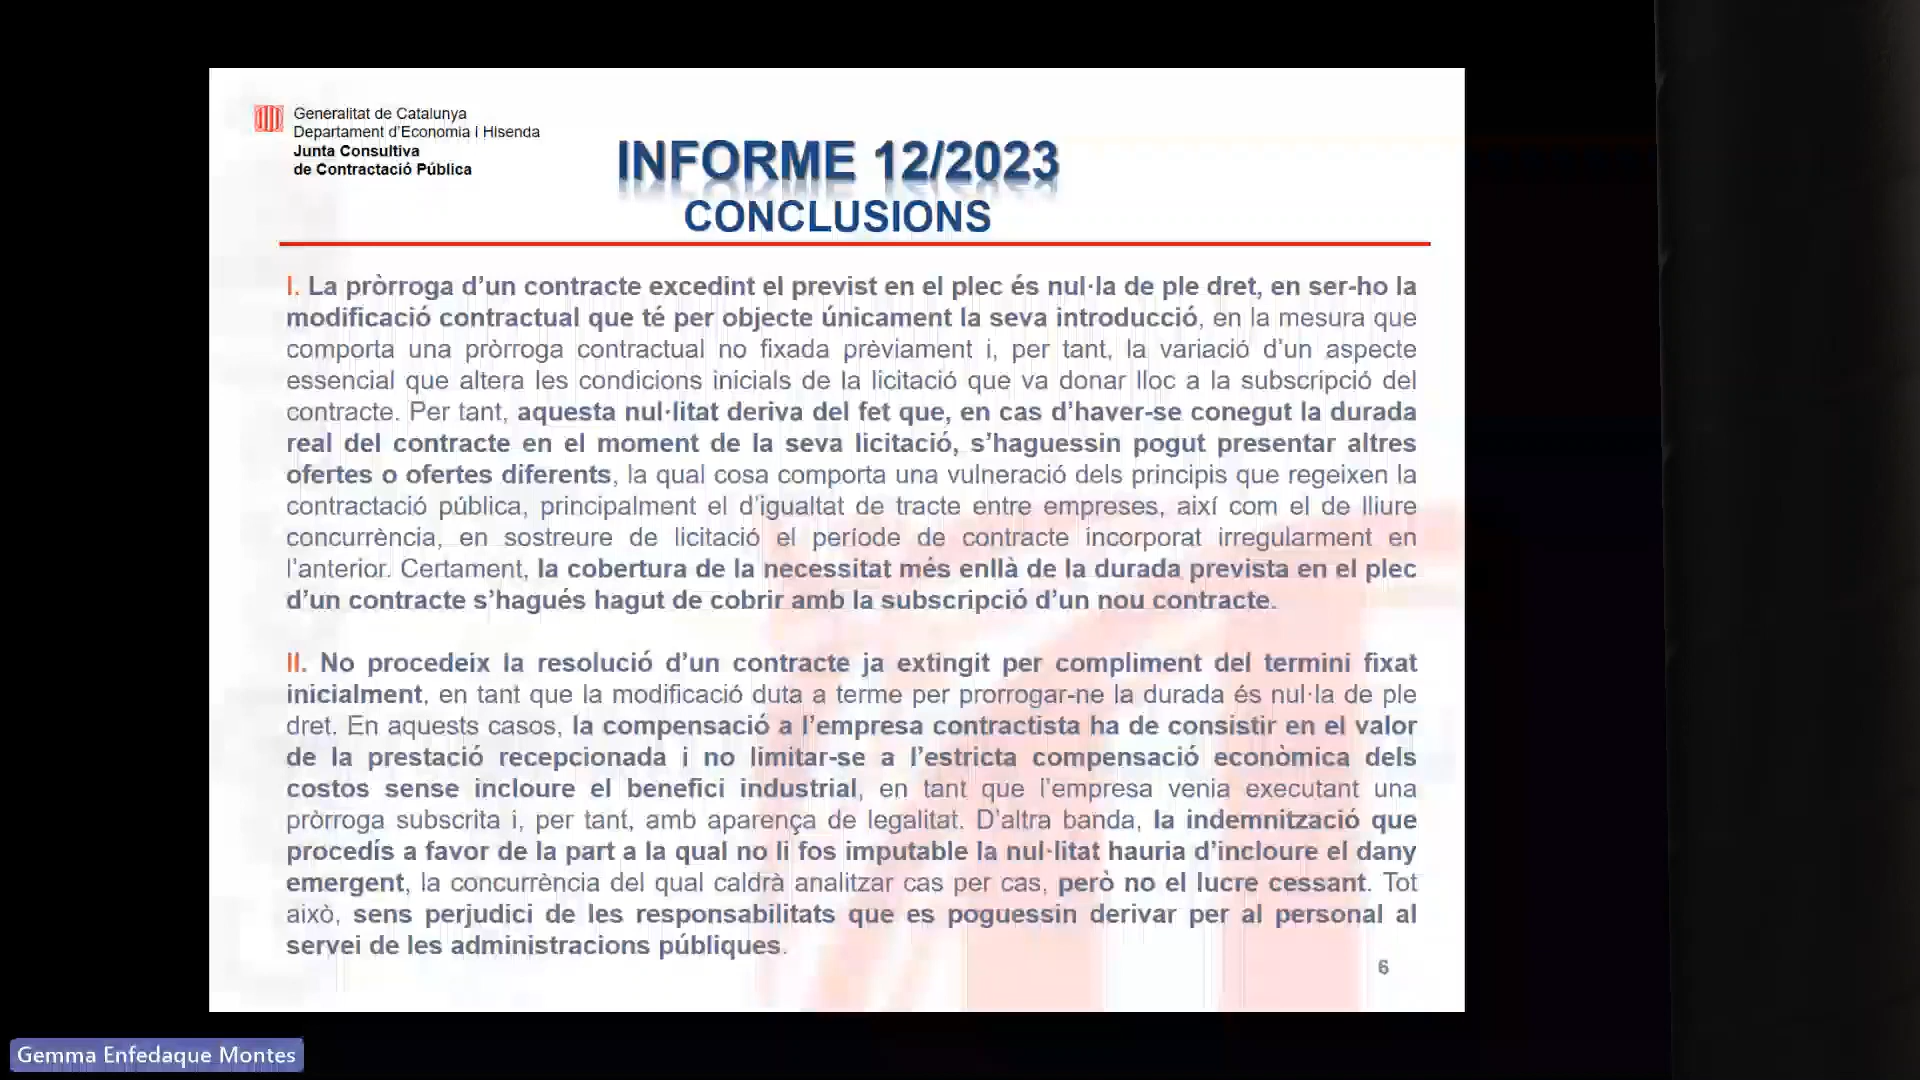 Generalitat de Catalunya
Departament d'Economia i Hisenda
Junta Consultiva
de Contractació Pública
INFORME 12/2023
CONCLUSIONS
I. La pròrroga d'un contracte excedint el previst en el plec és nul·la de ple dret, en ser-ho la
modificació contractual que té per objecte únicament la seva introducció, en la mesura que
comporta una pròrroga contractual no fixada prèviament i, per tant, la variació d'un aspecte
essencial que altera les condicions inicials de la licitació que va donar lloc a la subscripció del
contracte. Per tant, aquesta nul·litat deriva del fet que, en cas d'haver-se conegut la durada
real del contracte en el moment de la seva licitació, s'haguessin pogut presentar altres
ofertes o ofertes diferents, la qual cosa comporta una vulneració dels principis que regeixen la
contractació pública, principalment el d'igualtat de tracte entre empreses, així com el de lliure
concurrència, en sostreure de licitació el període de contracte incorporat irregularment en
l'anterior. Certament, la cobertura de la necessitat més enllà de la durada prevista en el plec
d'un contracte s'hagués hagut de cobrir amb la subscripció d'un nou contracte.
II. No procedeix la resolució d'un contracte ja extingit per compliment del termini fixat
inicialment, en tant que la modificació duta a terme per prorrogar-ne la durada és nul·la de ple
dret. En aquests casos, la compensació a l'empresa contractista ha de consistir en el valor
de la prestació recepcionada i no limitar-se a l'estricta compensació econòmica dels
costos sense incloure el benefici industrial, en tant que l'empresa venia executant una
pròrroga subscrita i, per tant, amb aparença de legalitat. D'altra banda, la indemnització que
procedís a favor de la part a la qual no li fos imputable la nul·litat hauria d'incloure el dany
emergent, la concurrència del qual caldrà analitzar cas per cas, però no el lucre cessant. Tot
això, sens perjudici de les responsabilitats que es poguessin derivar per al personal al
servei de les administracions públiques.
6
Gemma Enfedaque Montes